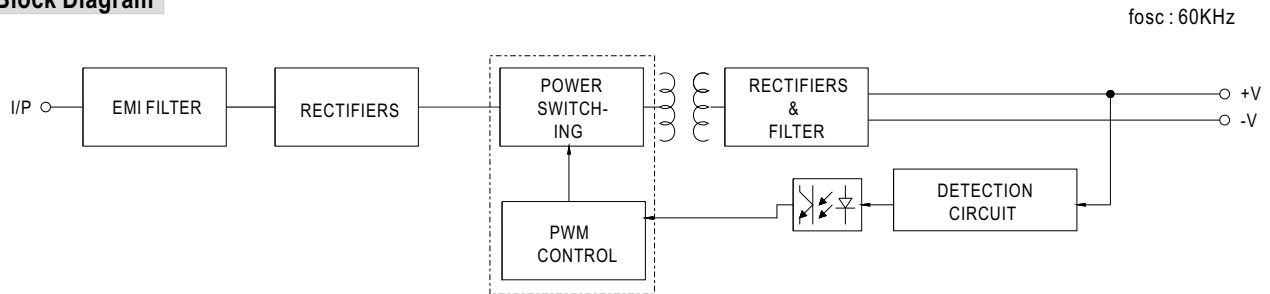 Block Diagram
fosc : 60KHz
I/P
EMI FILTER
RECTIFIERS
POWER
SWITCH-
ING
RECTIFIERS
&
FILTER
+V
-V
PWM
CONTROL
DETECTION
CIRCUIT